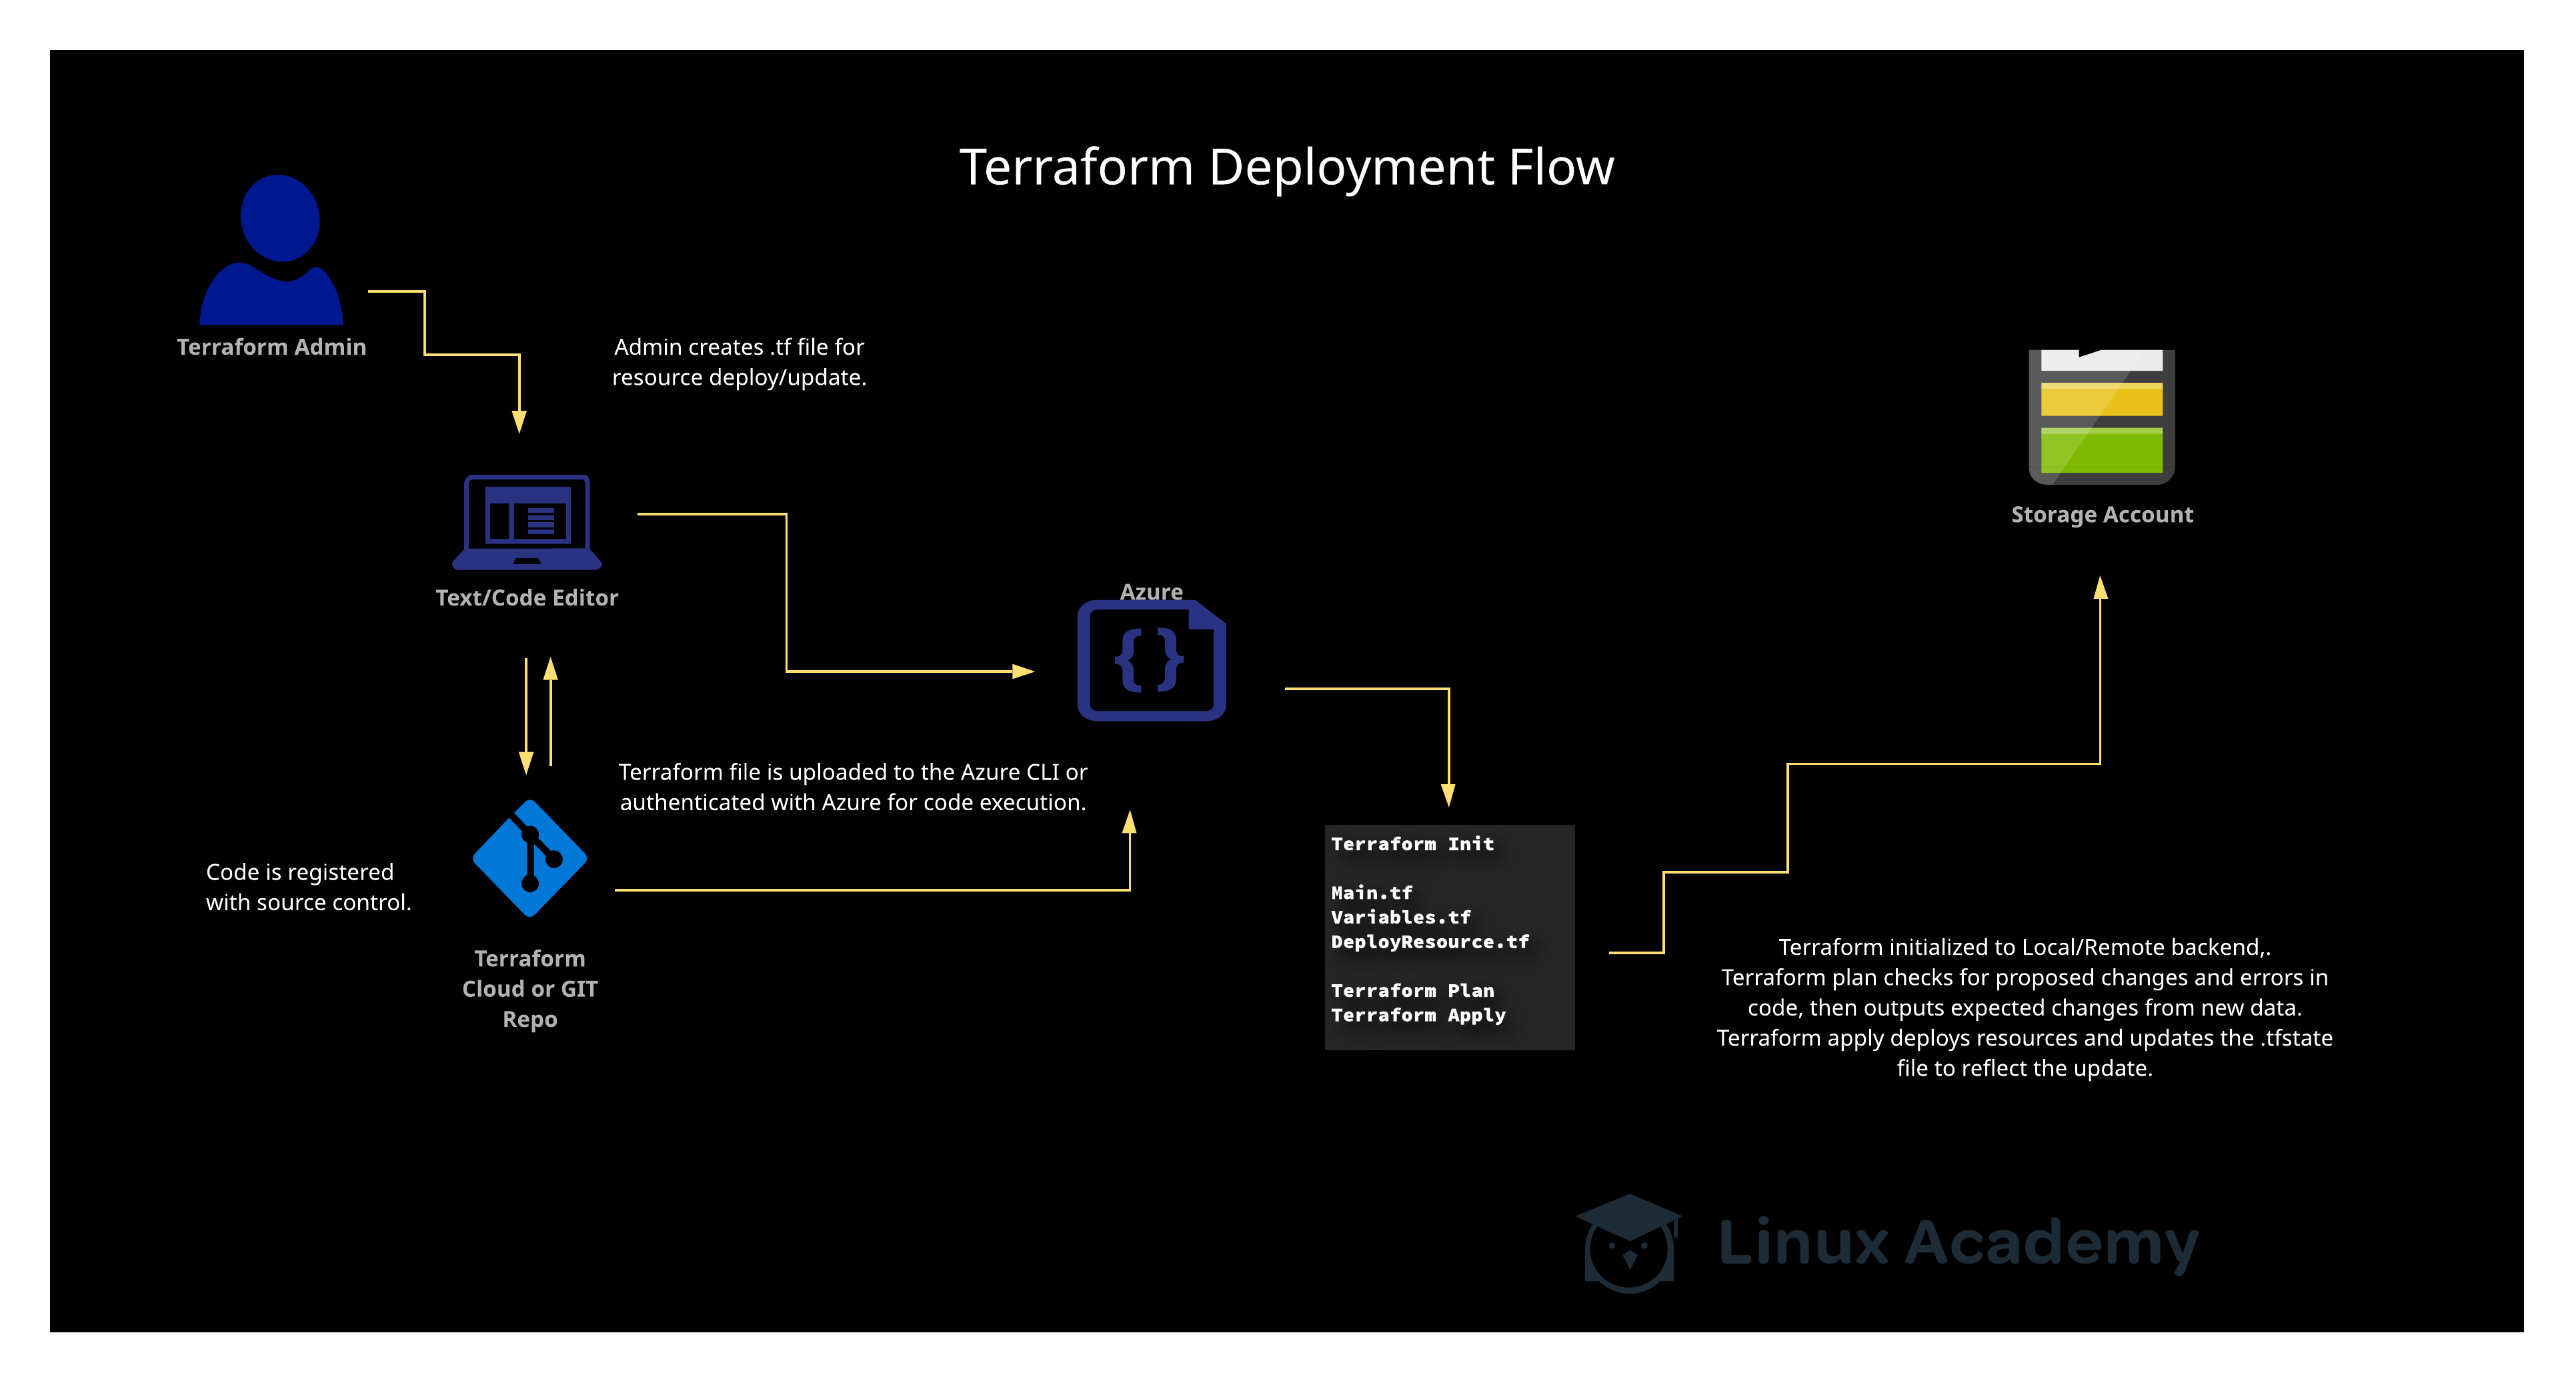 Terraform Deployment Flow
Terraform Admin
Admin creates .tf file for
resource deploy/update.
Storage Account
Text/Code Editor
Azure
{ }
Terraform file is uploaded to the Azure CLI or
authenticated with Azure for code execution.
Code is registered
with source control.
Terraform
Cloud or GIT
Repo
Terraform Init
Main.tf
Variables.tf
DeployResource.tf
Terraform Plan
Terraform Apply
Terraform initialized to Local/Remote backend,.
Terraform plan checks for proposed changes and errors in
code, then outputs expected changes from new data.
Terraform apply deploys resources and updates the .tfstate
file to reflect the update.
Linux Academy